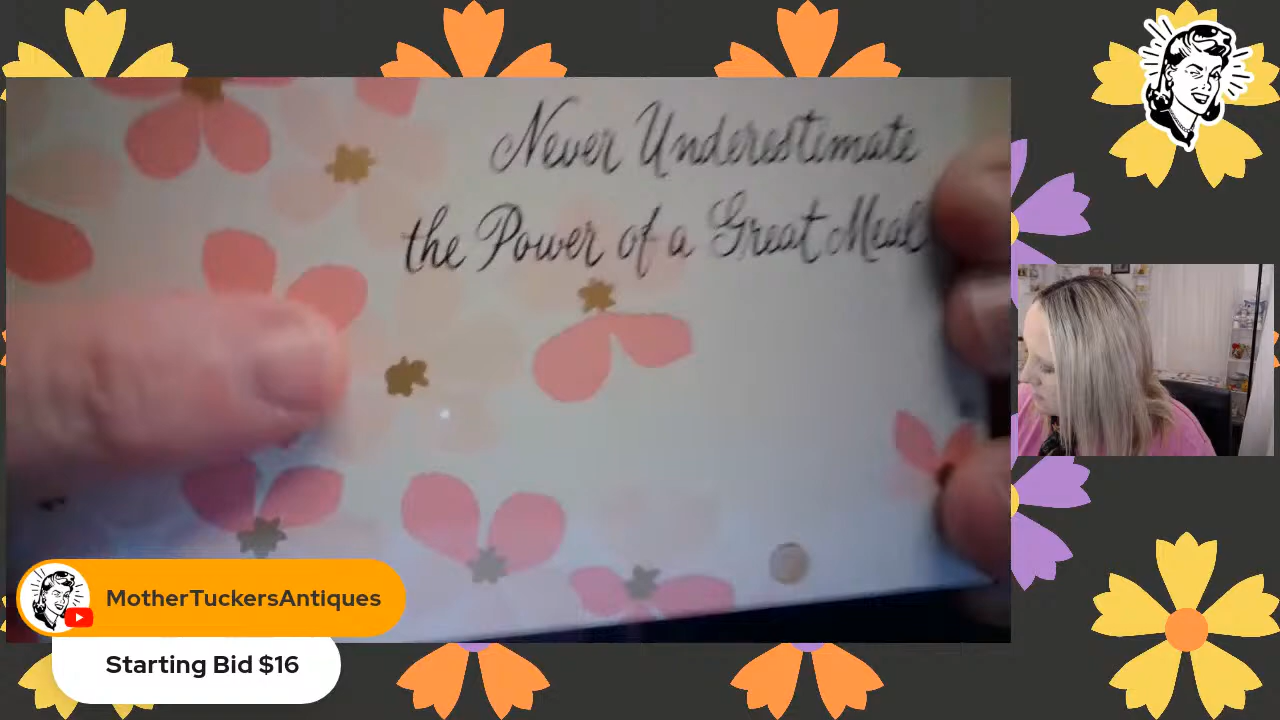 Never Underestimate
the Power of a Great Meal
MotherTuckersAntiques
Starting Bid $16